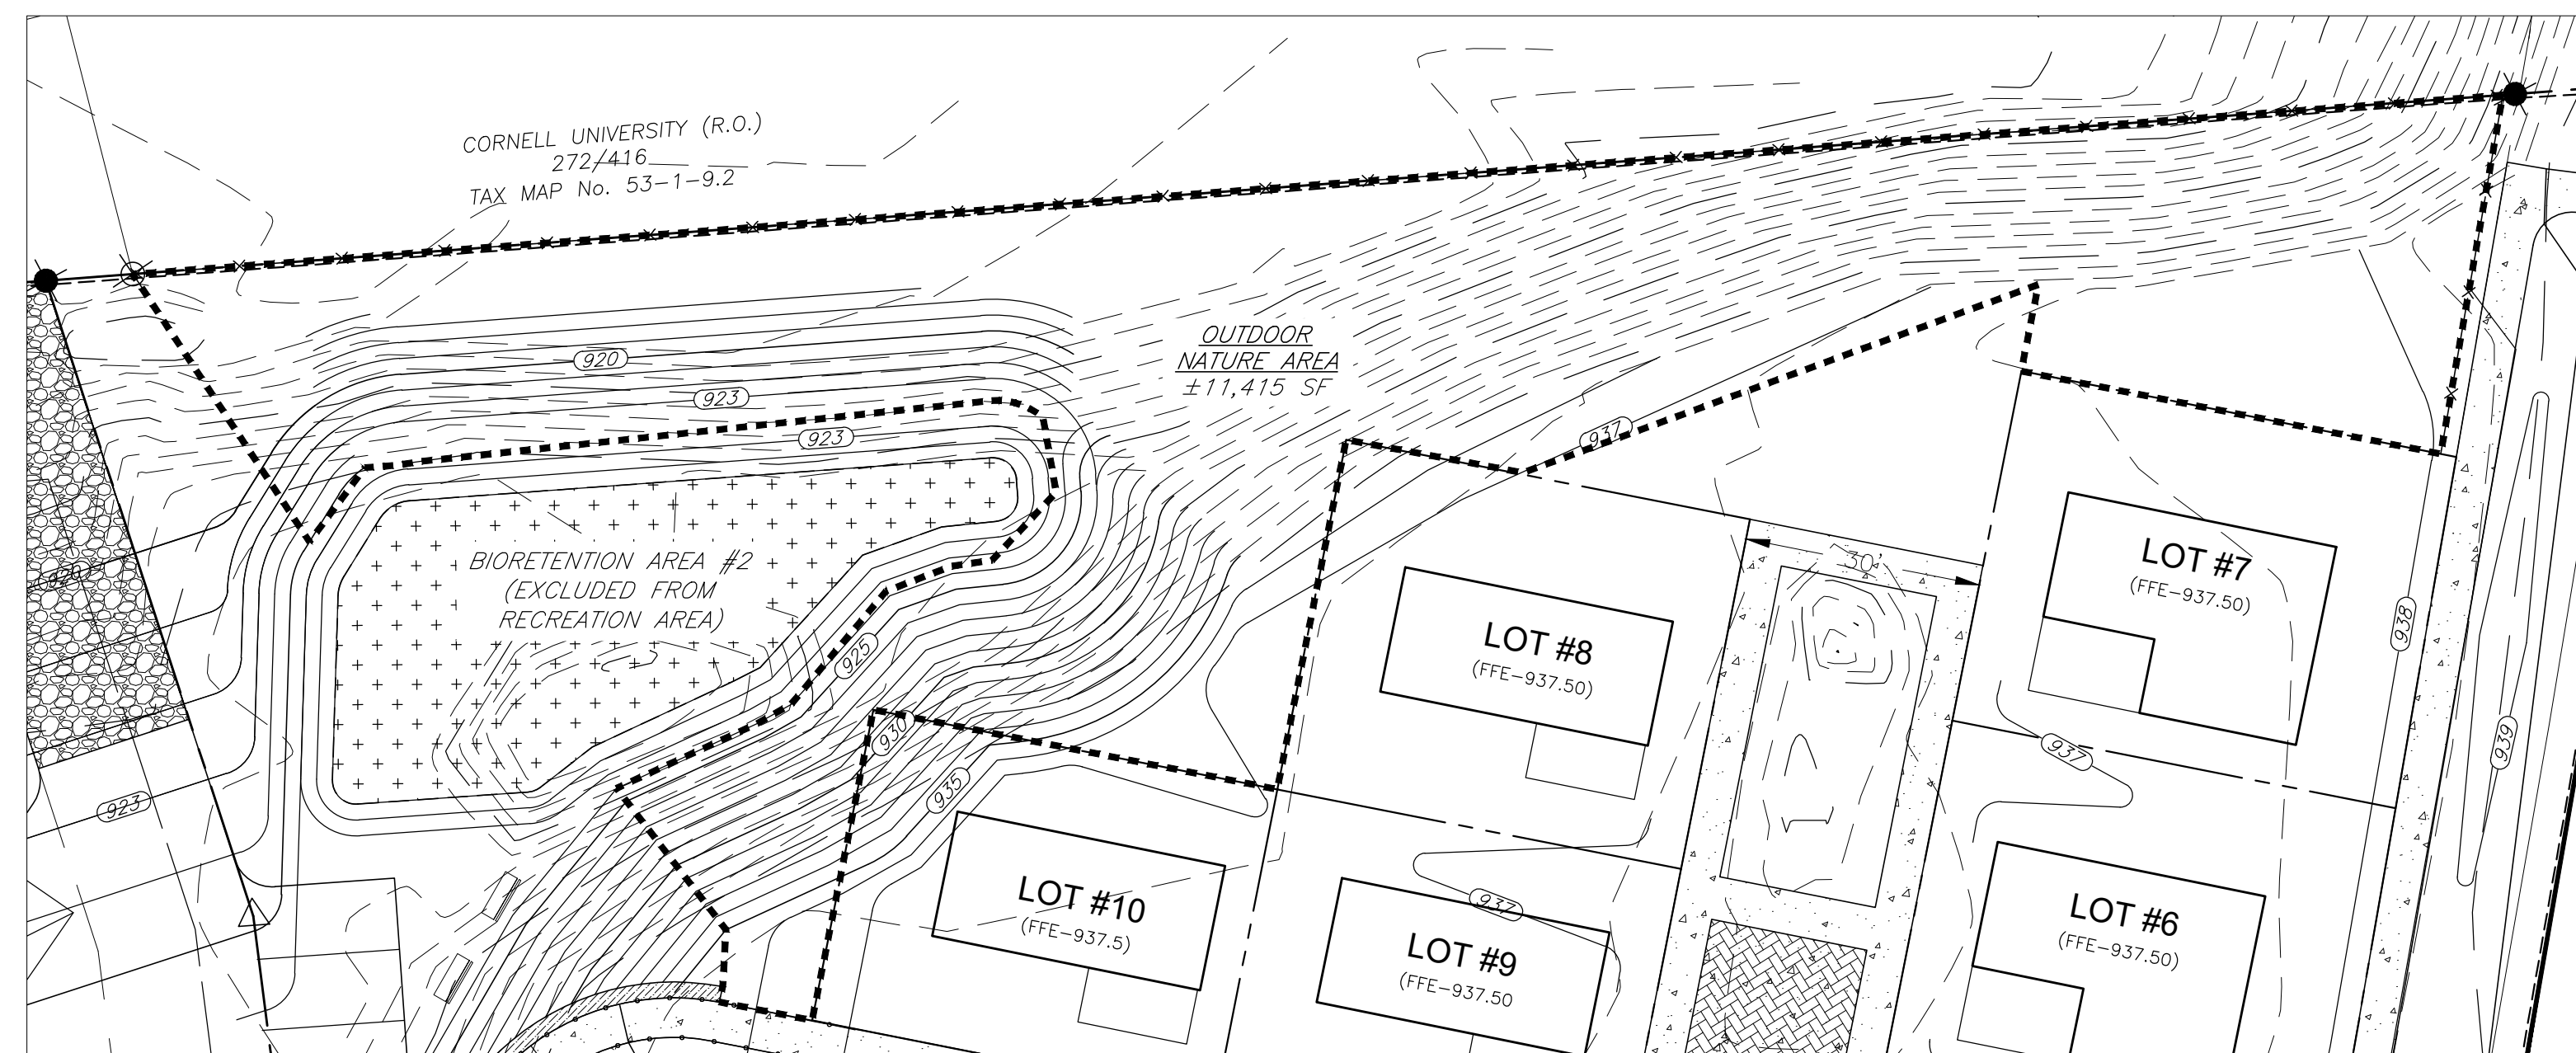 CORNELL UNIVERSITY (R.O.)
272/416
TAX MAP No. 53-1-9.2
OUTDOOR
NATURE AREA
±11,415 SF
920
923
923
937
BIORETENTION AREA #2
(EXCLUDED FROM
RECREATION AREA)
30'
LOT #7
(FFE-937.50)
920
925
938
LOT #8
(FFE-937.50)
930
935
937
939
923
LOT #10
(FFE-937.5)
937
LOT #9
(FFE-937.50
LOT #6
(FFE-937.50)